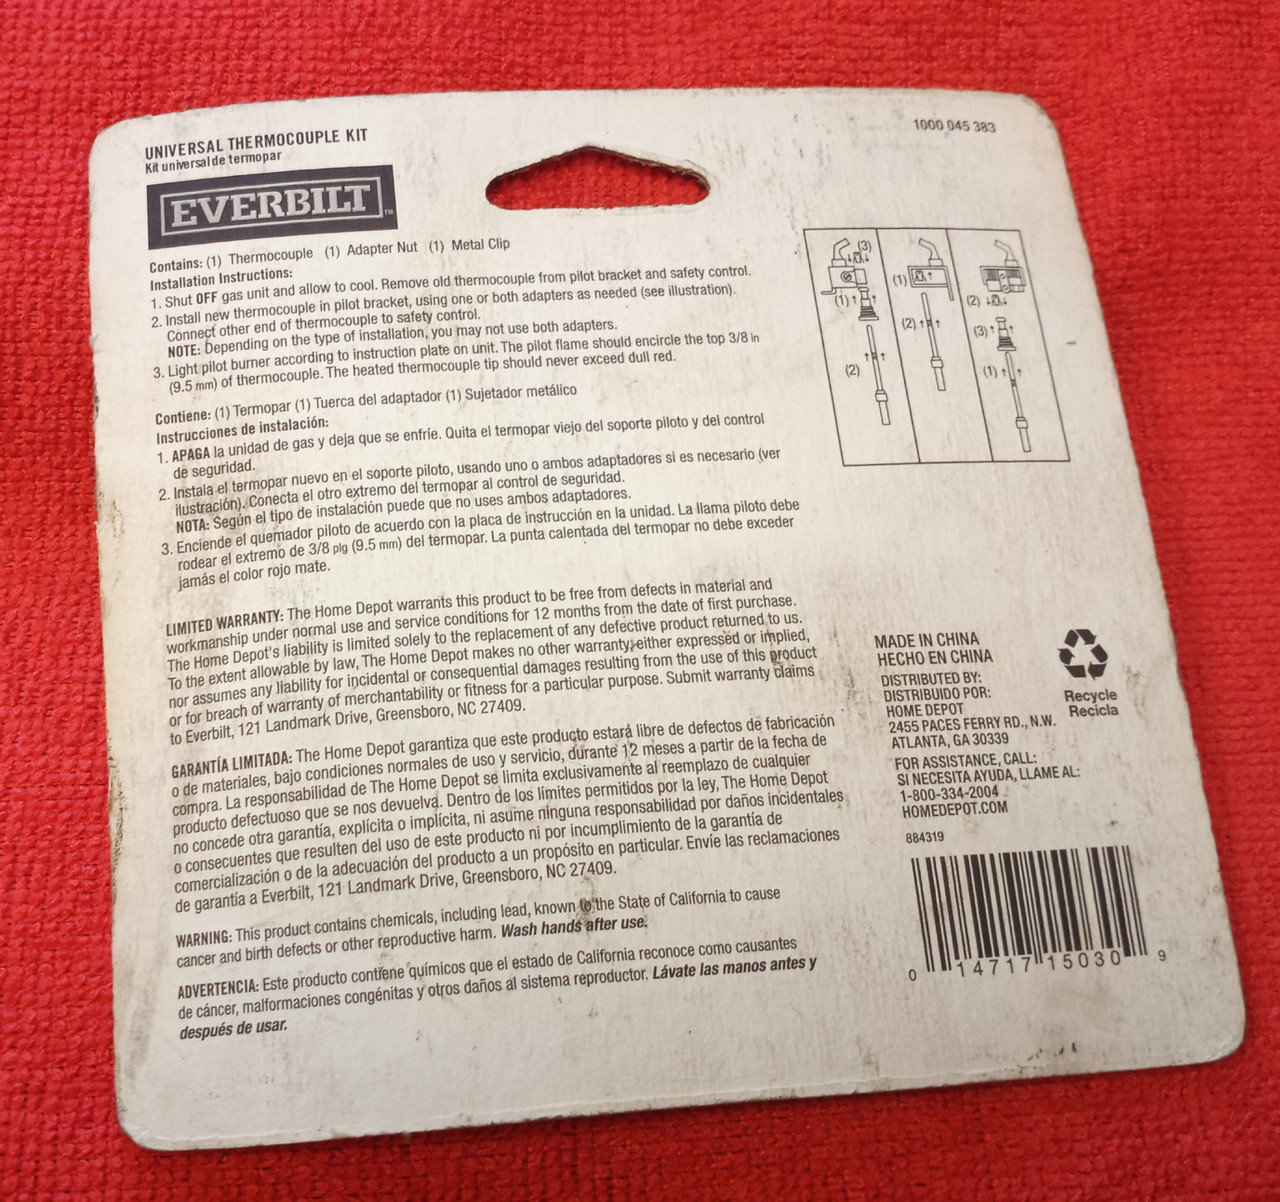 UNIVERSAL THERMOCOUPLE KIT
Kit universal de termopar
EVERBILT™
1000 045 383
Contains: (1) Thermocouple (1) Adapter Nut (1) Metal Clip
Installation Instructions:
1. Shut OFF gas unit and allow to cool. Remove old thermocouple from pilot bracket and safety control.
2. Install new thermocouple in pilot bracket, using one or both adapters as needed (see illustration).
Connect other end of thermocouple to safety control.
NOTE: Depending on the type of installation, you may not use both adapters.
3. Light pilot burner according to instruction plate on unit. The pilot flame should encircle the top 3/8 in
(9.5 mm) of thermocouple. The heated thermocouple tip should never exceed dull red.
Contiene: (1) Termopar (1) Tuerca del adaptador (1) Sujetador metálico
Instrucciones de instalación:
1. APAGA la unidad de gas y deja que se enfríe. Quita el termopar viejo del soporte piloto y del control
de seguridad.
2. Instala el termopar nuevo en el soporte piloto, usando uno o ambos adaptadores si es necesario (ver
ilustración). Conecta el otro extremo del termopar al control de seguridad.
NOTA: Según el tipo de instalación puede que no uses ambos adaptadores.
3. Enciende el quemador piloto de acuerdo con la placa de instrucción en la unidad. La llama piloto debe
rodear el extremo de 3/8 plg (9.5 mm) del termopar. La punta calentada del termopar no debe exceder
jamás el color rojo mate.
LIMITED WARRANTY: The Home Depot warrants this product to be free from defects in material and
workmanship under normal use and service conditions for 12 months from the date of first purchase.
The Home Depot's liability is limited solely to the replacement of any defective product returned to us.
To the extent allowable by law, The Home Depot makes no other warranty, either expressed or implied,
nor assumes any liability for incidental or consequential damages resulting from the use of this product
or for breach of warranty of merchantability or fitness for a particular purpose. Submit warranty claims
to Everbilt, 121 Landmark Drive, Greensboro, NC 27409.
GARANTÍA LIMITADA: The Home Depot garantiza que este producto estará libre de defectos de fabricación
o de materiales, bajo condiciones normales de uso y servicio, durante 12 meses a partir de la fecha de
compra. La responsabilidad de The Home Depot se limita exclusivamente al reemplazo de cualquier
producto defectuoso que se nos devuelva. Dentro de los límites permitidos por la ley, The Home Depot
no concede otra garantía, explícita o implícita, ni asume ninguna responsabilidad por daños incidentales
o consecuentes que resulten del uso de este producto ni por incumplimiento de la garantía de
comercialización o de la adecuación del producto a un propósito en particular. Envíe las reclamaciones
de garantía a Everbilt, 121 Landmark Drive, Greensboro, NC 27409.
WARNING: This product contains chemicals, including lead, known to the State of California to cause
cancer and birth defects or other reproductive harm. Wash hands after use.
ADVERTENCIA: Este producto contiene químicos que el estado de California reconoce como causantes
de cáncer, malformaciones congénitas y otros daños al sistema reproductor. Lávate las manos antes y
después de usar.
(3)
(1)
(2)
(1)
(2)
(2)
(3)
(1)
MADE IN CHINA
HECHO EN CHINA
DISTRIBUTED BY:
DISTRIBUIDO POR:
HOME DEPOT
2455 PACES FERRY RD., N.W.
ATLANTA, GA 30339
FOR ASSISTANCE, CALL:
SI NECESITA AYUDA, LLAME AL:
1-800-334-2004
HOMEDEPOT.COM
Recycle
Recicla
884319
0 14717 15030 9